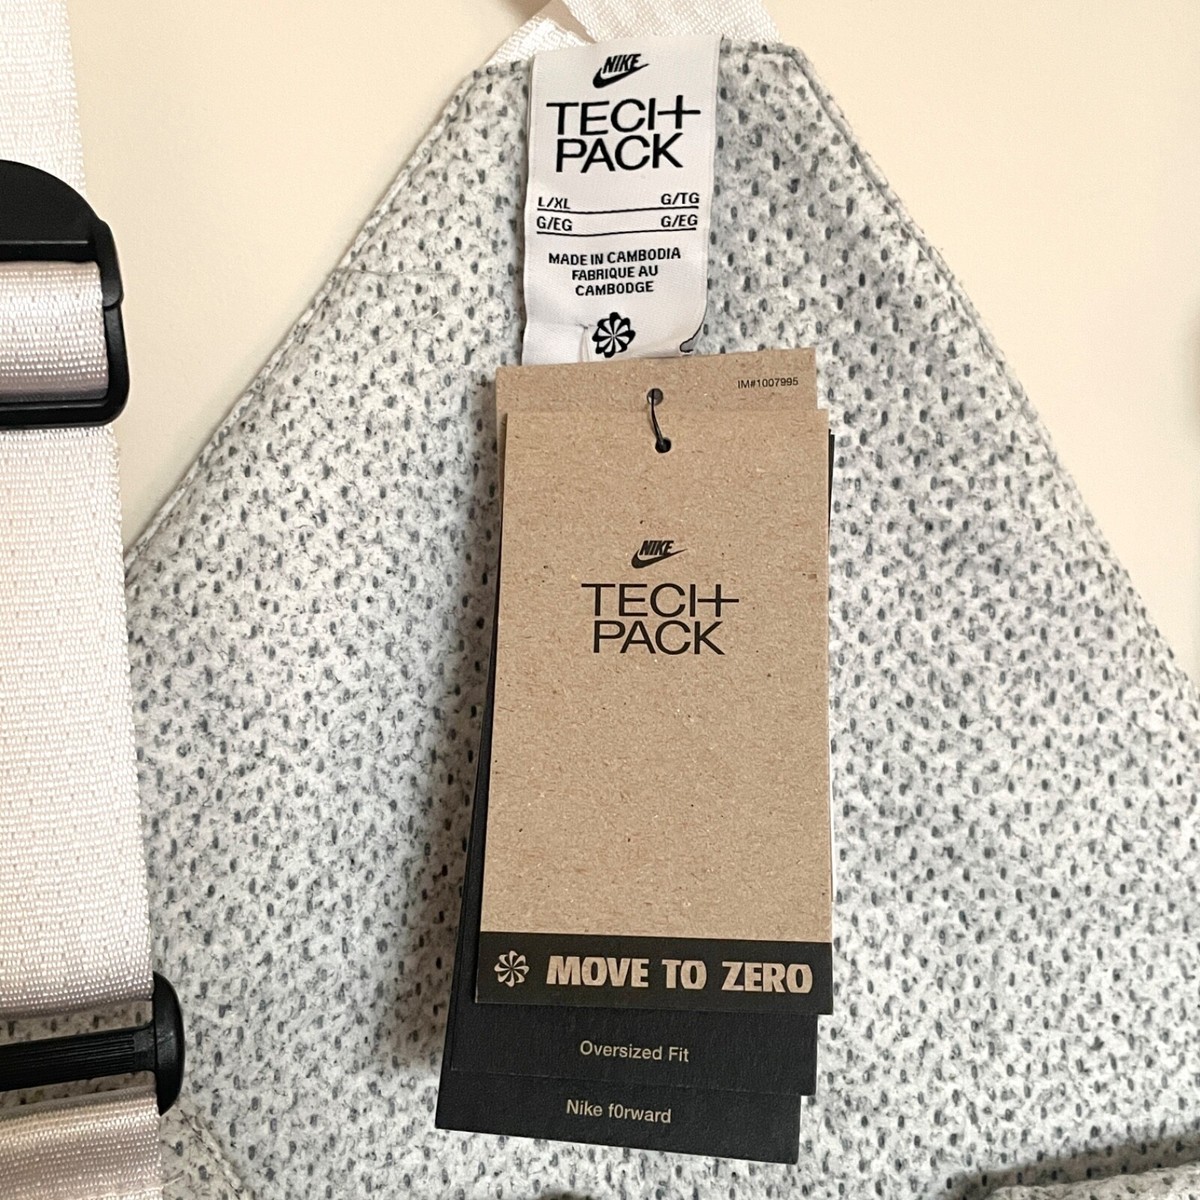 NIKE
TECH
PACK
L/XL G/TG
G/EG G/EG
MADE IN CAMBODIA
FABRIQUE AU
CAMBODGE
IM#1007995
NIKE
TECH
PACK
MOVE TO ZERO
Oversized Fit
Nike f0rward